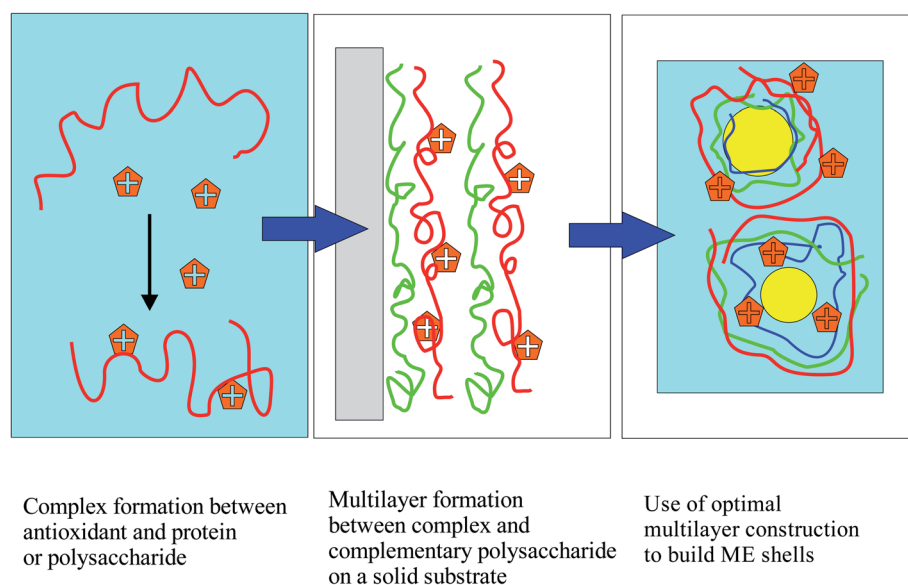 Complex formation between
antioxidant and protein
or polysaccharide
Multilayer formation
between complex and
complementary polysaccharide
on a solid substrate
Use of optimal
multilayer construction
to build ME shells